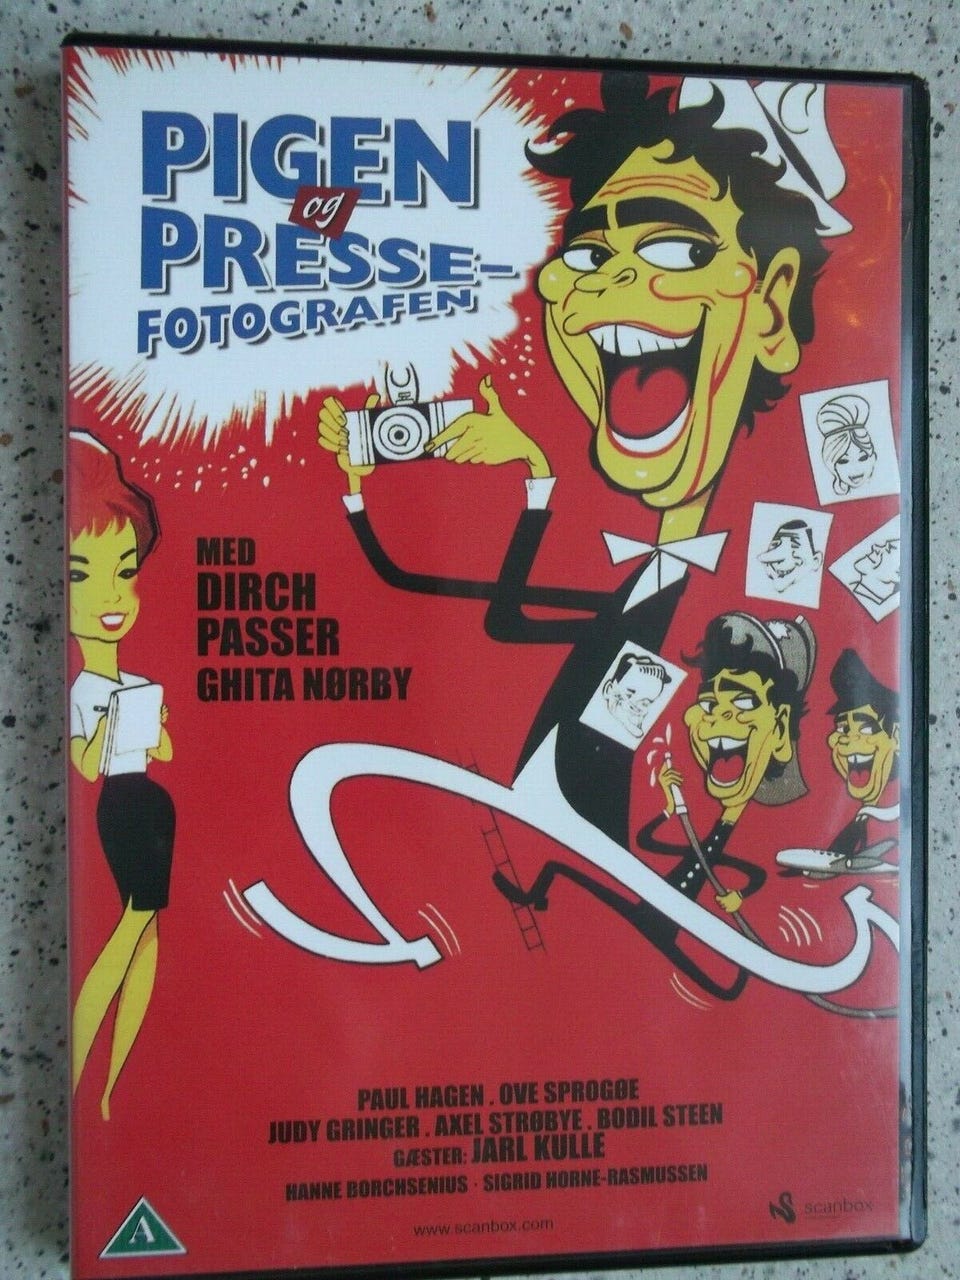 PIGEN
og
PRESSE-
FOTOGRAFEN
MED
DIRCH
PASSER
GHITA NØRBY
PAUL HAGEN . OVE SPROGØE
JUDY GRINGER . AXEL STRØBYE . BODIL STEEN
GÆSTER: JARL KULLE
HANNE BORCHSENIUS · SIGRID HORNE-RASMUSSEN
www.scanbox.com
scanbox
A